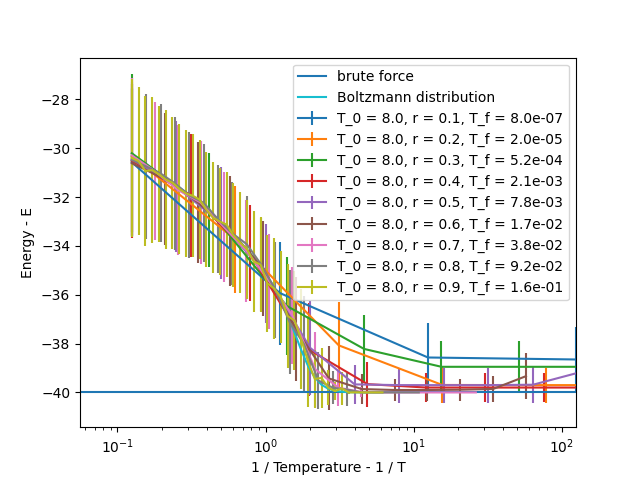 brute force
Boltzmann distribution
T_0 = 8.0, r = 0.1, T_f = 8.0e-07
T_0 = 8.0, r = 0.2, T_f = 2.0e-05
T_0 = 8.0, r = 0.3, T_f = 5.2e-04
T_0 = 8.0, r = 0.4, T_f = 2.1e-03
T_0 = 8.0, r = 0.5, T_f = 7.8e-03
T_0 = 8.0, r = 0.6, T_f = 1.7e-02
T_0 = 8.0, r = 0.7, T_f = 3.8e-02
T_0 = 8.0, r = 0.8, T_f = 9.2e-02
T_0 = 8.0, r = 0.9, T_f = 1.6e-01
Energy - E
−28
−30
−32
−34
−36
−38
−40
10⁻¹ 10⁰ 10¹ 10²
1 / Temperature - 1 / T